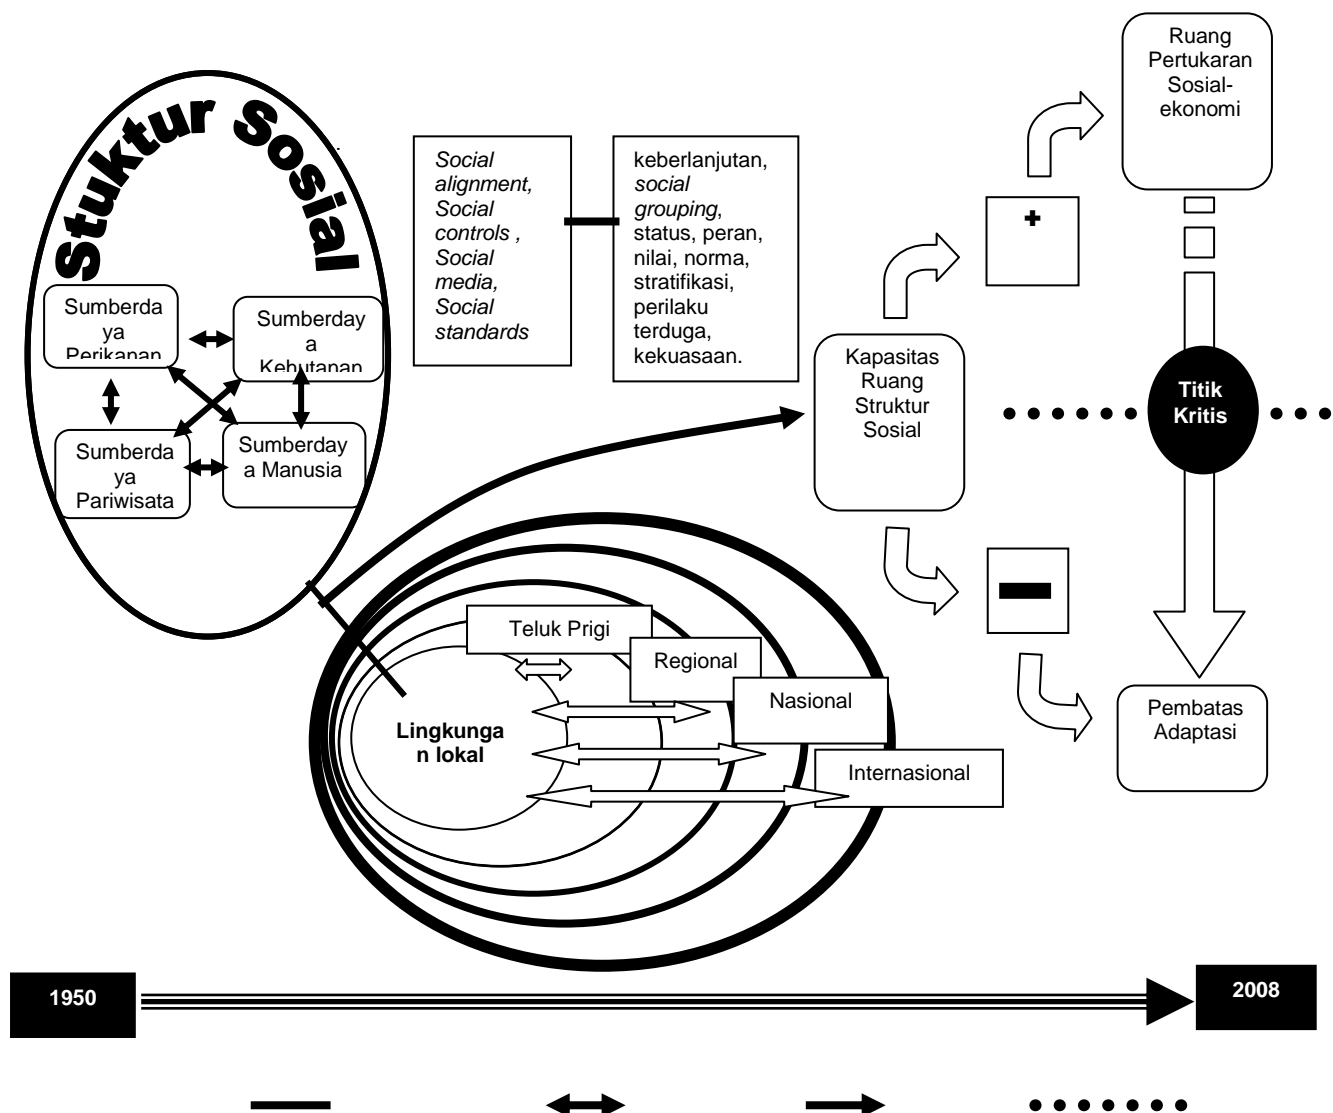 Stuktur Sosial
Sumberda
ya
Perikanan
Sumberday
a
Kehutanan
Sumberda
ya
Pariwisata
Sumberday
a Manusia
Social
alignment,
Social
controls ,
Social
media,
Social
standards
keberlanjutan,
social
grouping,
status, peran,
nilai, norma,
stratifikasi,
perilaku
terduga,
kekuasaan.
Kapasitas
Ruang
Struktur
Sosial
+
Ruang
Pertukaran
Sosial-
ekonomi
Titik
Kritis
Pembatas
Adaptasi
Teluk Prigi
Regional
Nasional
Internasional
Lingkunga
n lokal
1950
2008